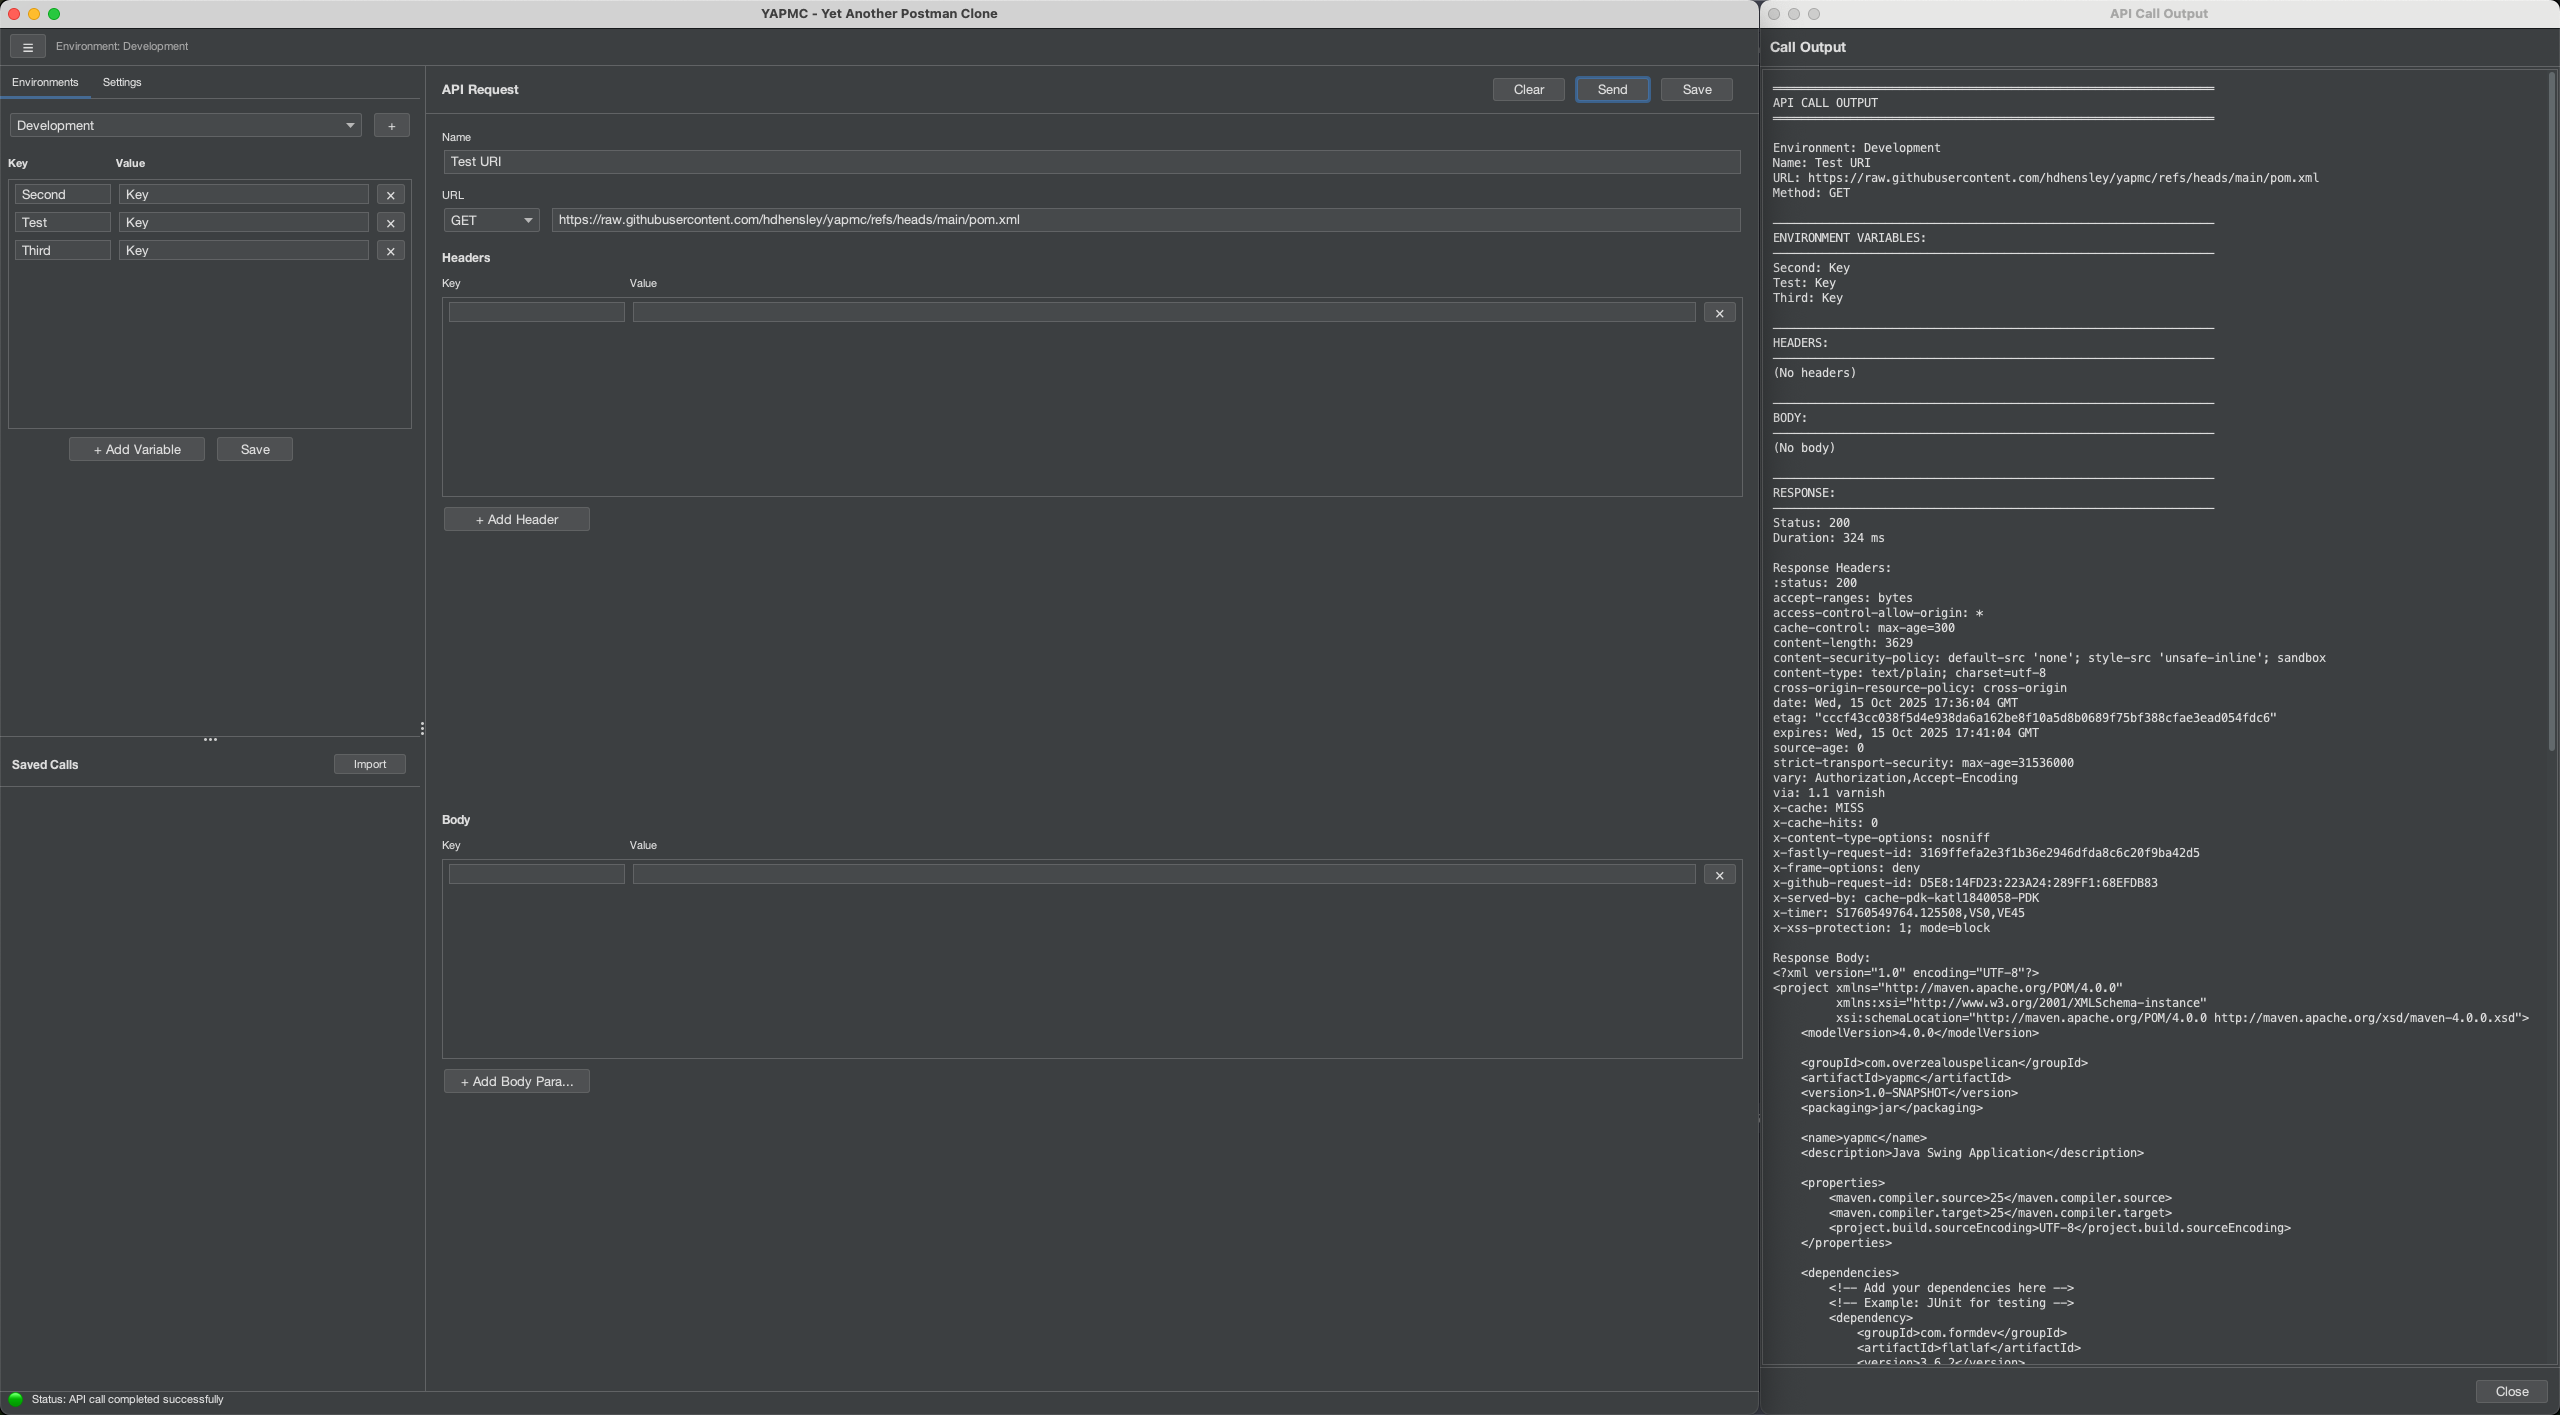 YAPMC - Yet Another Postman Clone
Environment: Development
Environments Settings
Development +
Key Value
Second Key ×
Test Key ×
Third Key ×
+ Add Variable Save
Saved Calls Import
API Request Clear Send Save
Name
Test URI
URL
GET https://raw.githubusercontent.com/hdhensley/yapmc/refs/heads/main/pom.xml
Headers
Key Value
×
+ Add Header
Body
Key Value
×
+ Add Body Para...
Status: API call completed successfully
API Call Output
Call Output
API CALL OUTPUT
Environment: Development
Name: Test URI
URL: https://raw.githubusercontent.com/hdhensley/yapmc/refs/heads/main/pom.xml
Method: GET
ENVIRONMENT VARIABLES:
Second: Key
Test: Key
Third: Key
HEADERS:
(No headers)
BODY:
(No body)
RESPONSE:
Status: 200
Duration: 324 ms
Response Headers:
:status: 200
accept-ranges: bytes
access-control-allow-origin: *
cache-control: max-age=300
content-length: 3629
content-security-policy: default-src 'none'; style-src 'unsafe-inline'; sandbox
content-type: text/plain; charset=utf-8
cross-origin-resource-policy: cross-origin
date: Wed, 15 Oct 2025 17:36:04 GMT
etag: "cccf43cc038f5d4e938da6a162be8f10a5d8b0689f75bf388cfae3ead054fdc6"
expires: Wed, 15 Oct 2025 17:41:04 GMT
source-age: 0
strict-transport-security: max-age=31536000
vary: Authorization,Accept-Encoding
via: 1.1 varnish
x-cache: MISS
x-cache-hits: 0
x-content-type-options: nosniff
x-fastly-request-id: 3169ffefa2e3f1b36e2946dfda8c6c20f9ba42d5
x-frame-options: deny
x-github-request-id: D5E8:14FD23:223A24:289FF1:68EFDB83
x-served-by: cache-pdk-katl1840058-PDK
x-timer: S1760549764.125508,VS0,VE45
x-xss-protection: 1; mode=block
Response Body:
<?xml version="1.0" encoding="UTF-8"?>
<project xmlns="http://maven.apache.org/POM/4.0.0"
xmlns:xsi="http://www.w3.org/2001/XMLSchema-instance"
xsi:schemaLocation="http://maven.apache.org/POM/4.0.0 http://maven.apache.org/xsd/maven-4.0.0.xsd">
<modelVersion>4.0.0</modelVersion>
<groupId>com.overzealouspelican</groupId>
<artifactId>yapmc</artifactId>
<version>1.0-SNAPSHOT</version>
<packaging>jar</packaging>
<name>yapmc</name>
<description>Java Swing Application</description>
<properties>
<maven.compiler.source>25</maven.compiler.source>
<maven.compiler.target>25</maven.compiler.target>
<project.build.sourceEncoding>UTF-8</project.build.sourceEncoding>
</properties>
<dependencies>
<!-- Add your dependencies here -->
<!-- Example: JUnit for testing -->
<dependency>
<groupId>com.formdev</groupId>
<artifactId>flatlaf</artifactId>
<version>3.6.2</version>
Close